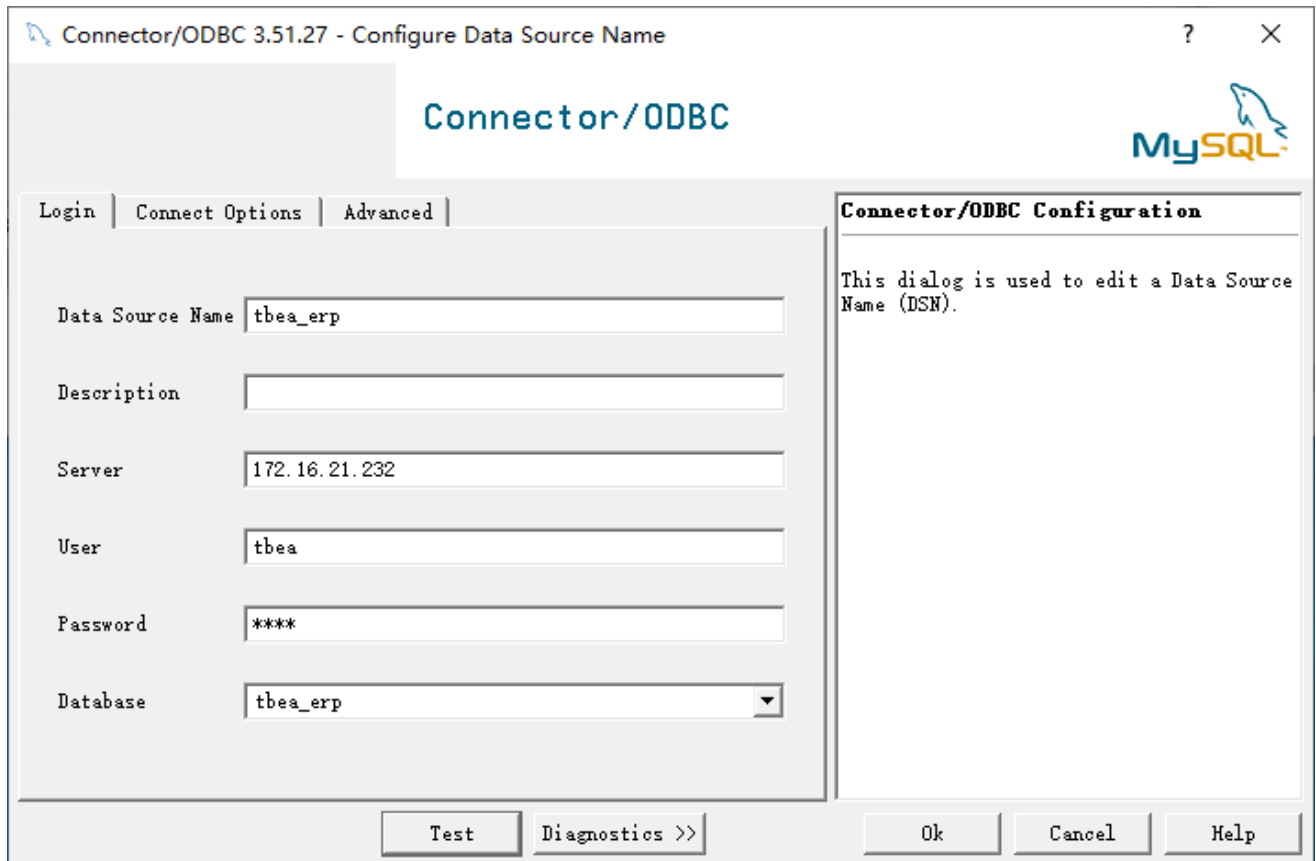 Connector/ODBC 3.51.27 - Configure Data Source Name
?
Connector/ODBC
MySQL
Login
Connect Options
Advanced
Data Source Name
tbea_erp
Description
Server
172.16.21.232
User
tbea
Password
****
Database
tbea_erp
Connector/ODBC Configuration
This dialog is used to edit a Data Source
Name (DSN).
Test
Diagnostics >>
Ok
Cancel
Help